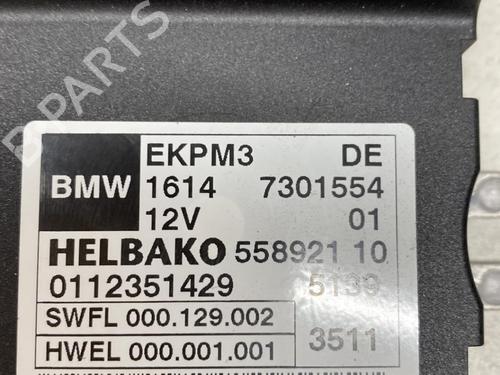 B PARTS
EKPM3 DE
BMW 1614 7301554
12V 01
HELBAKO 558921 10
0112351429 5139
SWFL 000.129.002
HWEL 000.001.001 3511